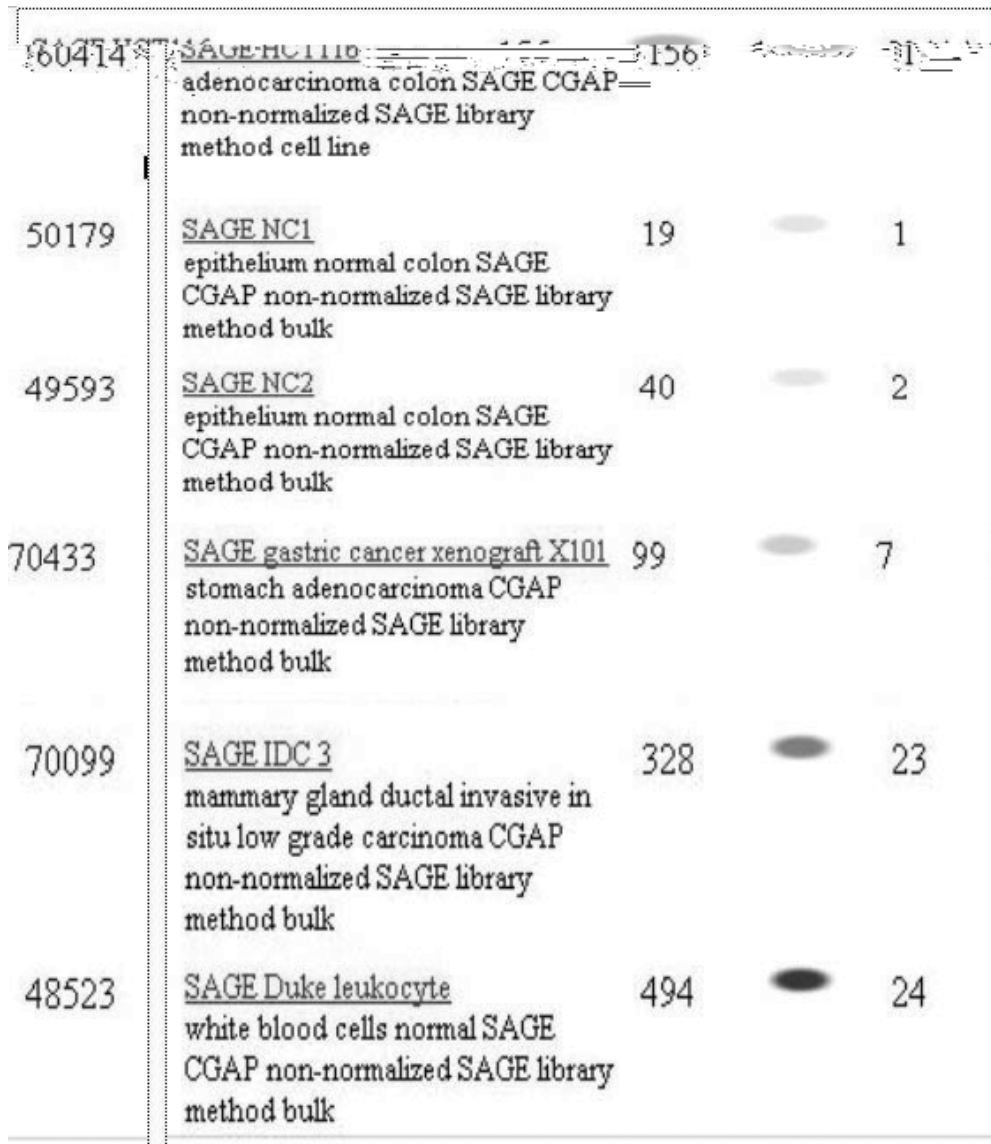 60414 SAGE HCT116 156 1
adenocarcinoma colon SAGE CGAP
non-normalized SAGE library
method cell line
50179 SAGE NC1 19 1
epithelium normal colon SAGE
CGAP non-normalized SAGE library
method bulk
49593 SAGE NC2 40 2
epithelium normal colon SAGE
CGAP non-normalized SAGE library
method bulk
70433 SAGE gastric cancer xenograft X101 99 7
stomach adenocarcinoma CGAP
non-normalized SAGE library
method bulk
70099 SAGE IDC 3 328 23
mammary gland ductal invasive in
situ low grade carcinoma CGAP
non-normalized SAGE library
method bulk
48523 SAGE Duke leukocyte 494 24
white blood cells normal SAGE
CGAP non-normalized SAGE library
method bulk